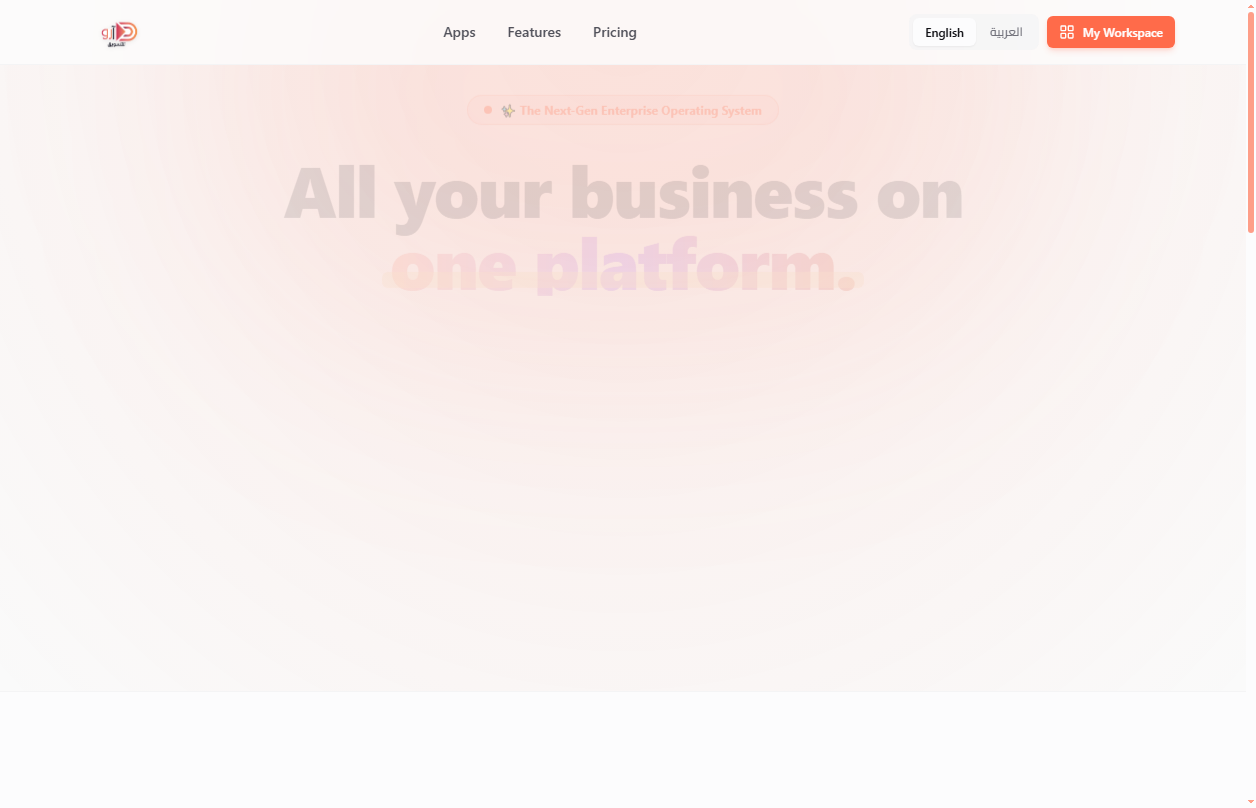 Apps
Features
Pricing
English
العربية
My Workspace
✨ The Next-Gen Enterprise Operating System
All your business on
one platform.